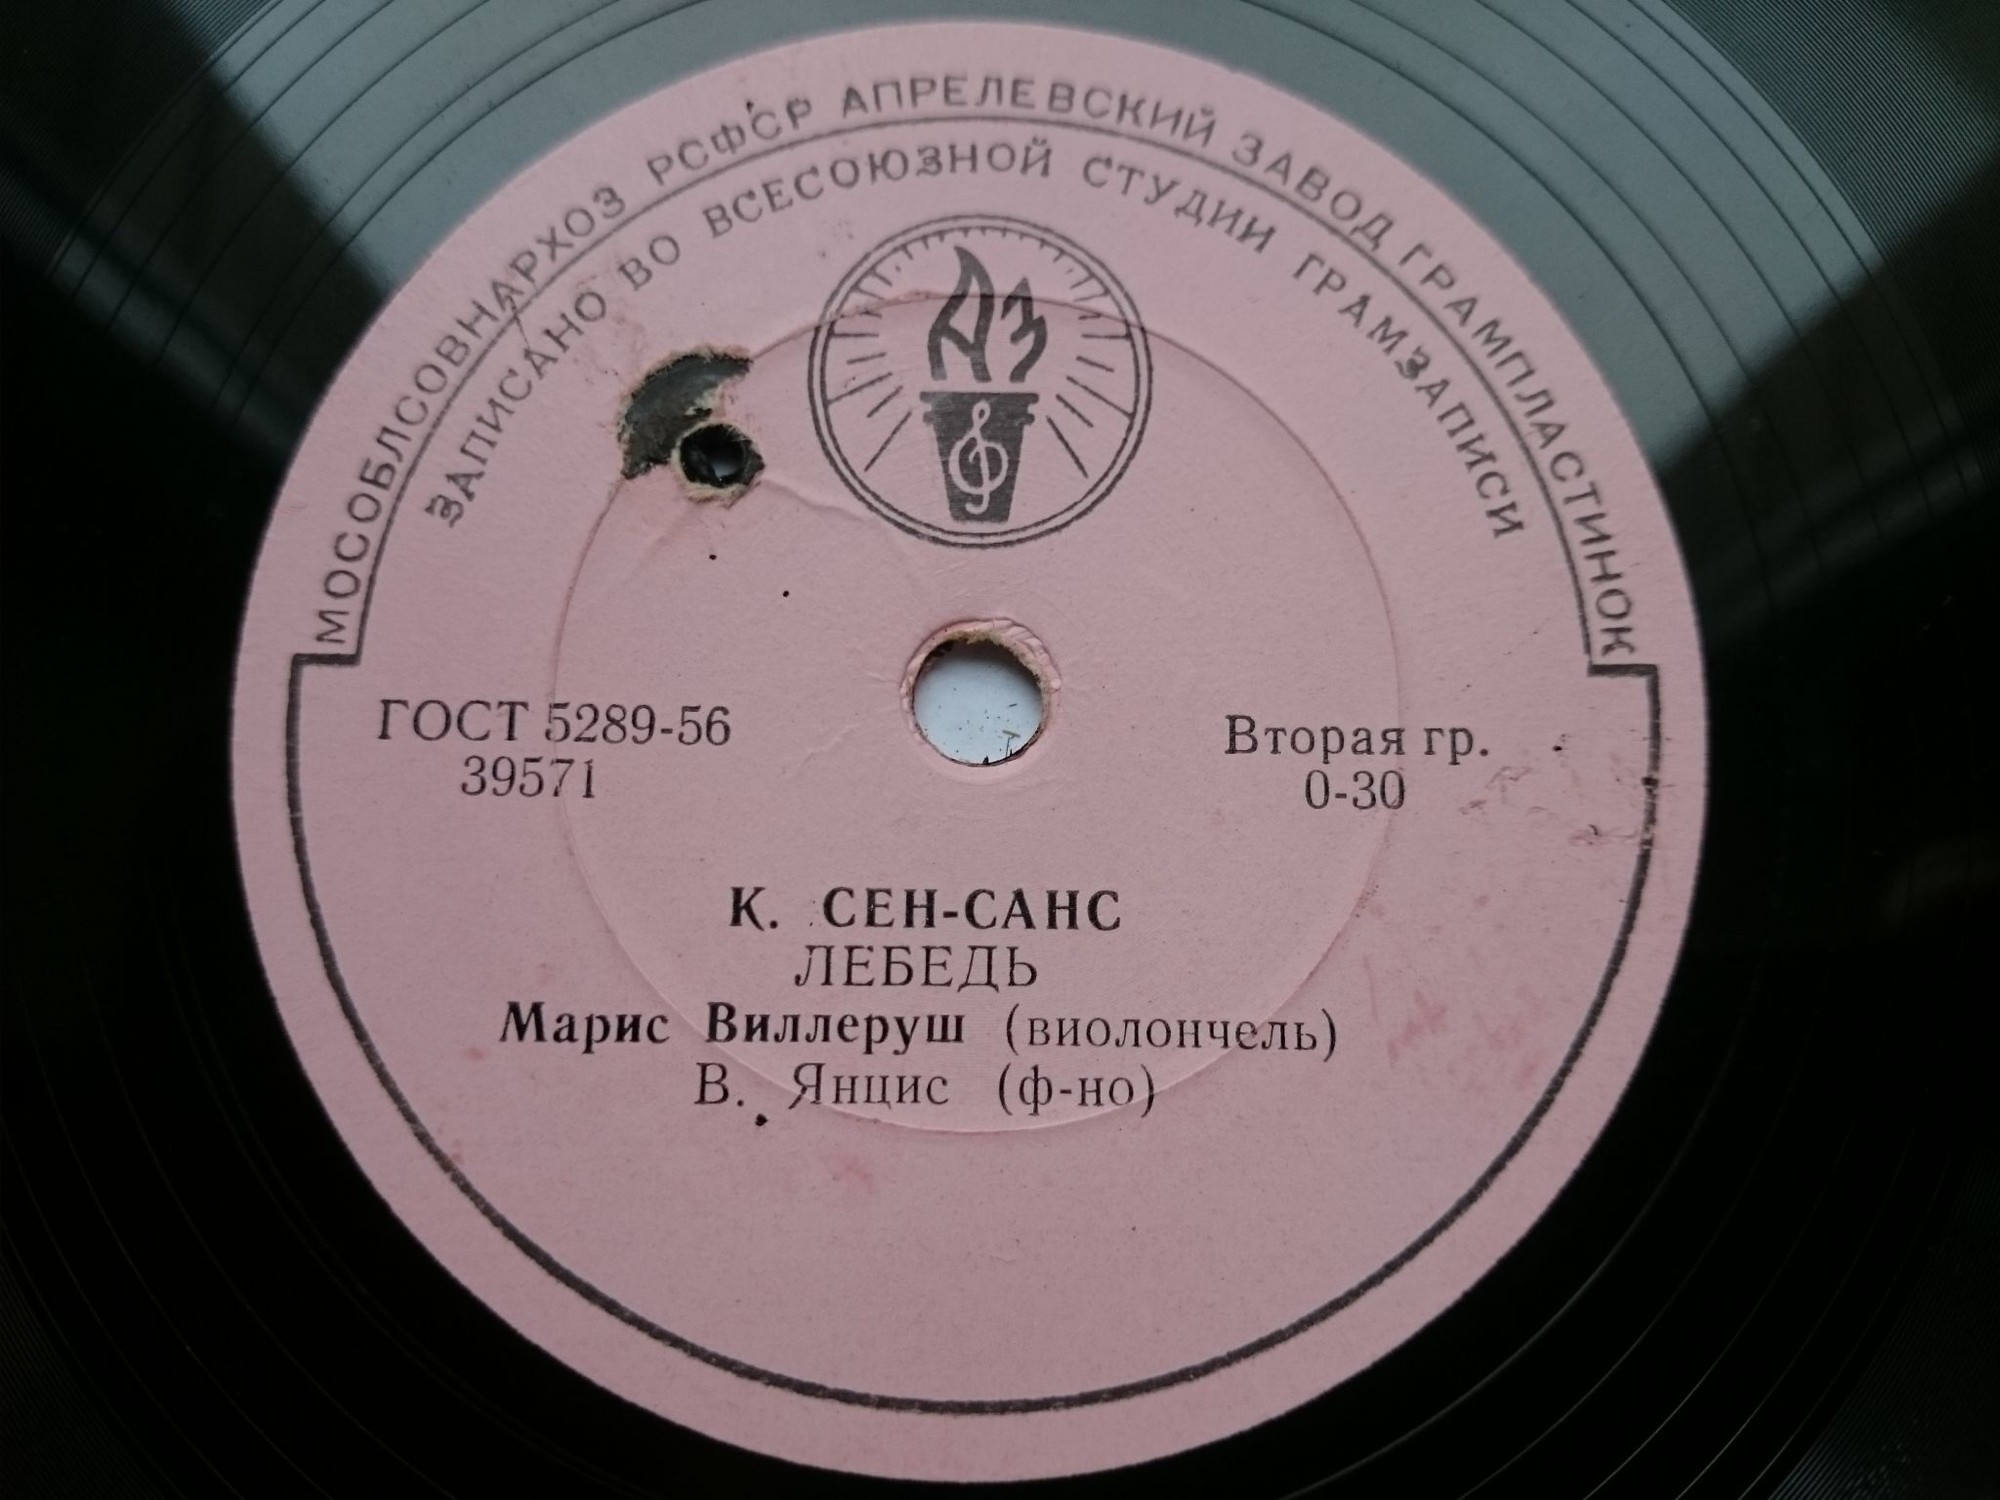 МОСОБЛСОВНАРХОЗ РСФСР АПРЕЛЕВСКИЙ ЗАВОД ГРАМПЛАСТИНОК
ЗАПИСАНО ВО ВСЕСОЮЗНОЙ СТУДИИ ГРАМЗАПИСИ
АЗ
ГОСТ 5289-56
39571
Вторая гр.
0-30
К. СЕН-САНС
ЛЕБЕДЬ
Марис Виллеруш (виолончель)
В. Янцис (ф-но)